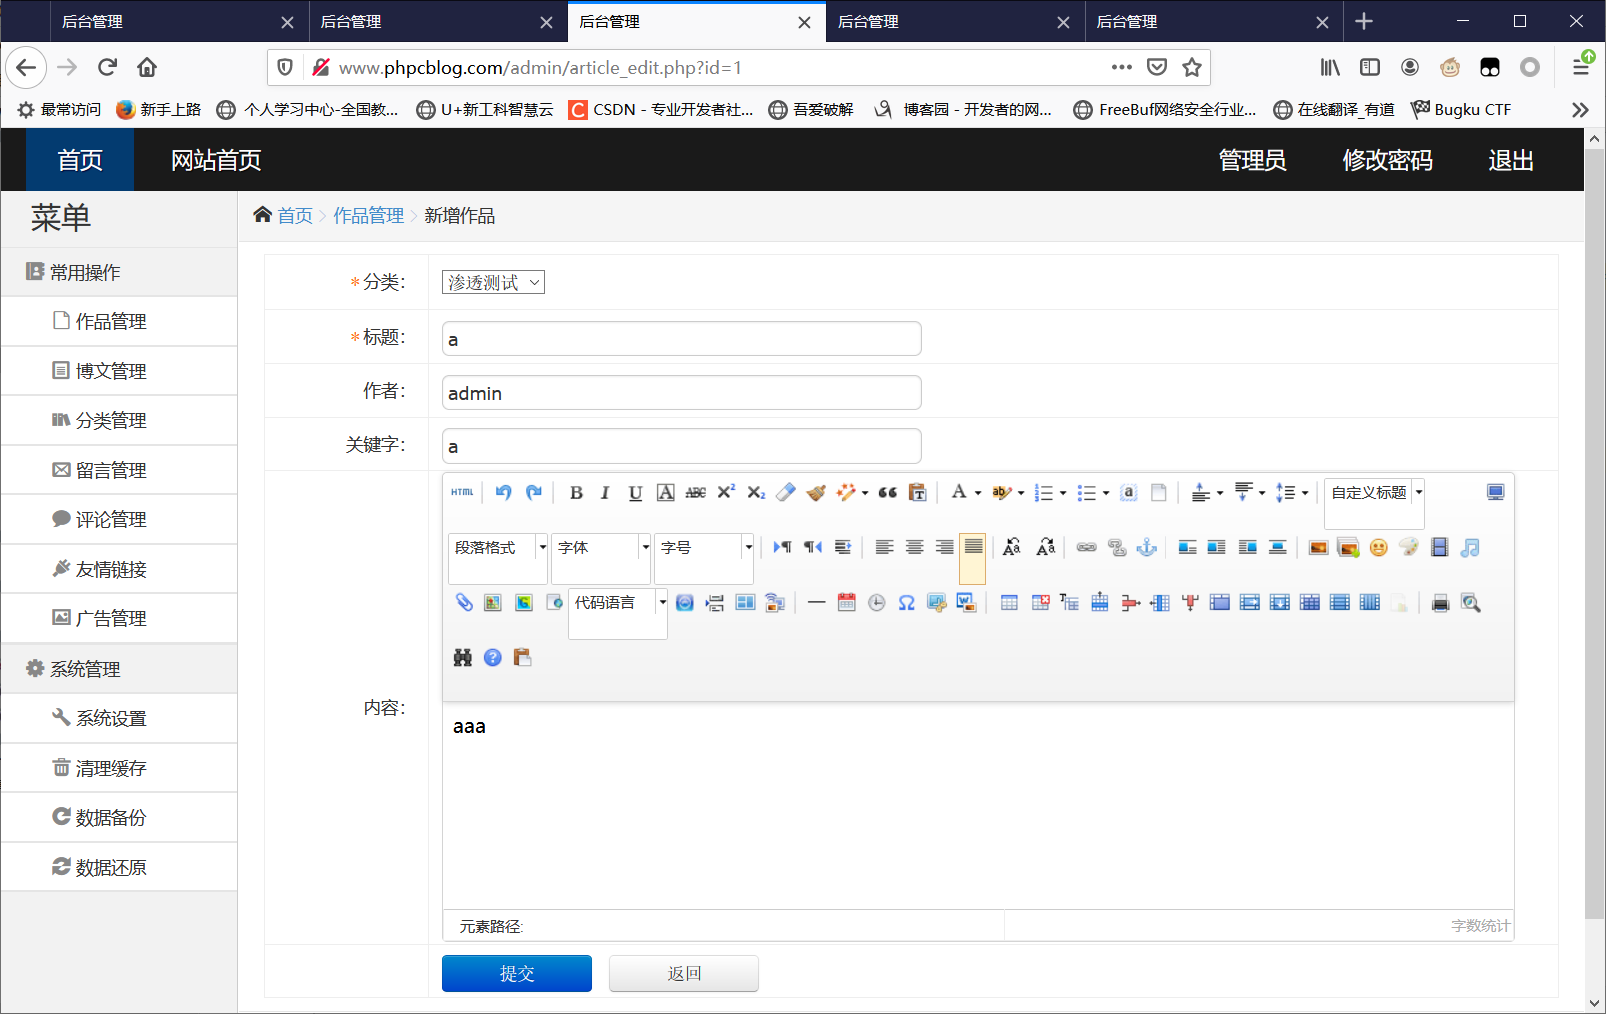 后台管理 后台管理 后台管理 后台管理 后台管理
www.phpcblog.com/admin/article_edit.php?id=1
最常访问 新手上路 个人学习中心-全国教... U+新工科智慧云 CSDN - 专业开发者社... 吾爱破解 博客园 - 开发者的网... FreeBuf网络安全行业... 在线翻译_有道 Bugku CTF
首页 网站首页 管理员 修改密码 退出
菜单
首页 作品管理 新增作品
常用操作
作品管理
博文管理
分类管理
留言管理
评论管理
友情链接
广告管理
系统管理
系统设置
清理缓存
数据备份
数据还原
*分类: 渗透测试
*标题: a
作者: admin
关键字: a
HTML B I U A ABC X² X₂ T A ab a 自定义标题
段落格式 字体 字号
代码语言
内容:
aaa
元素路径: 字数统计
提交 返回